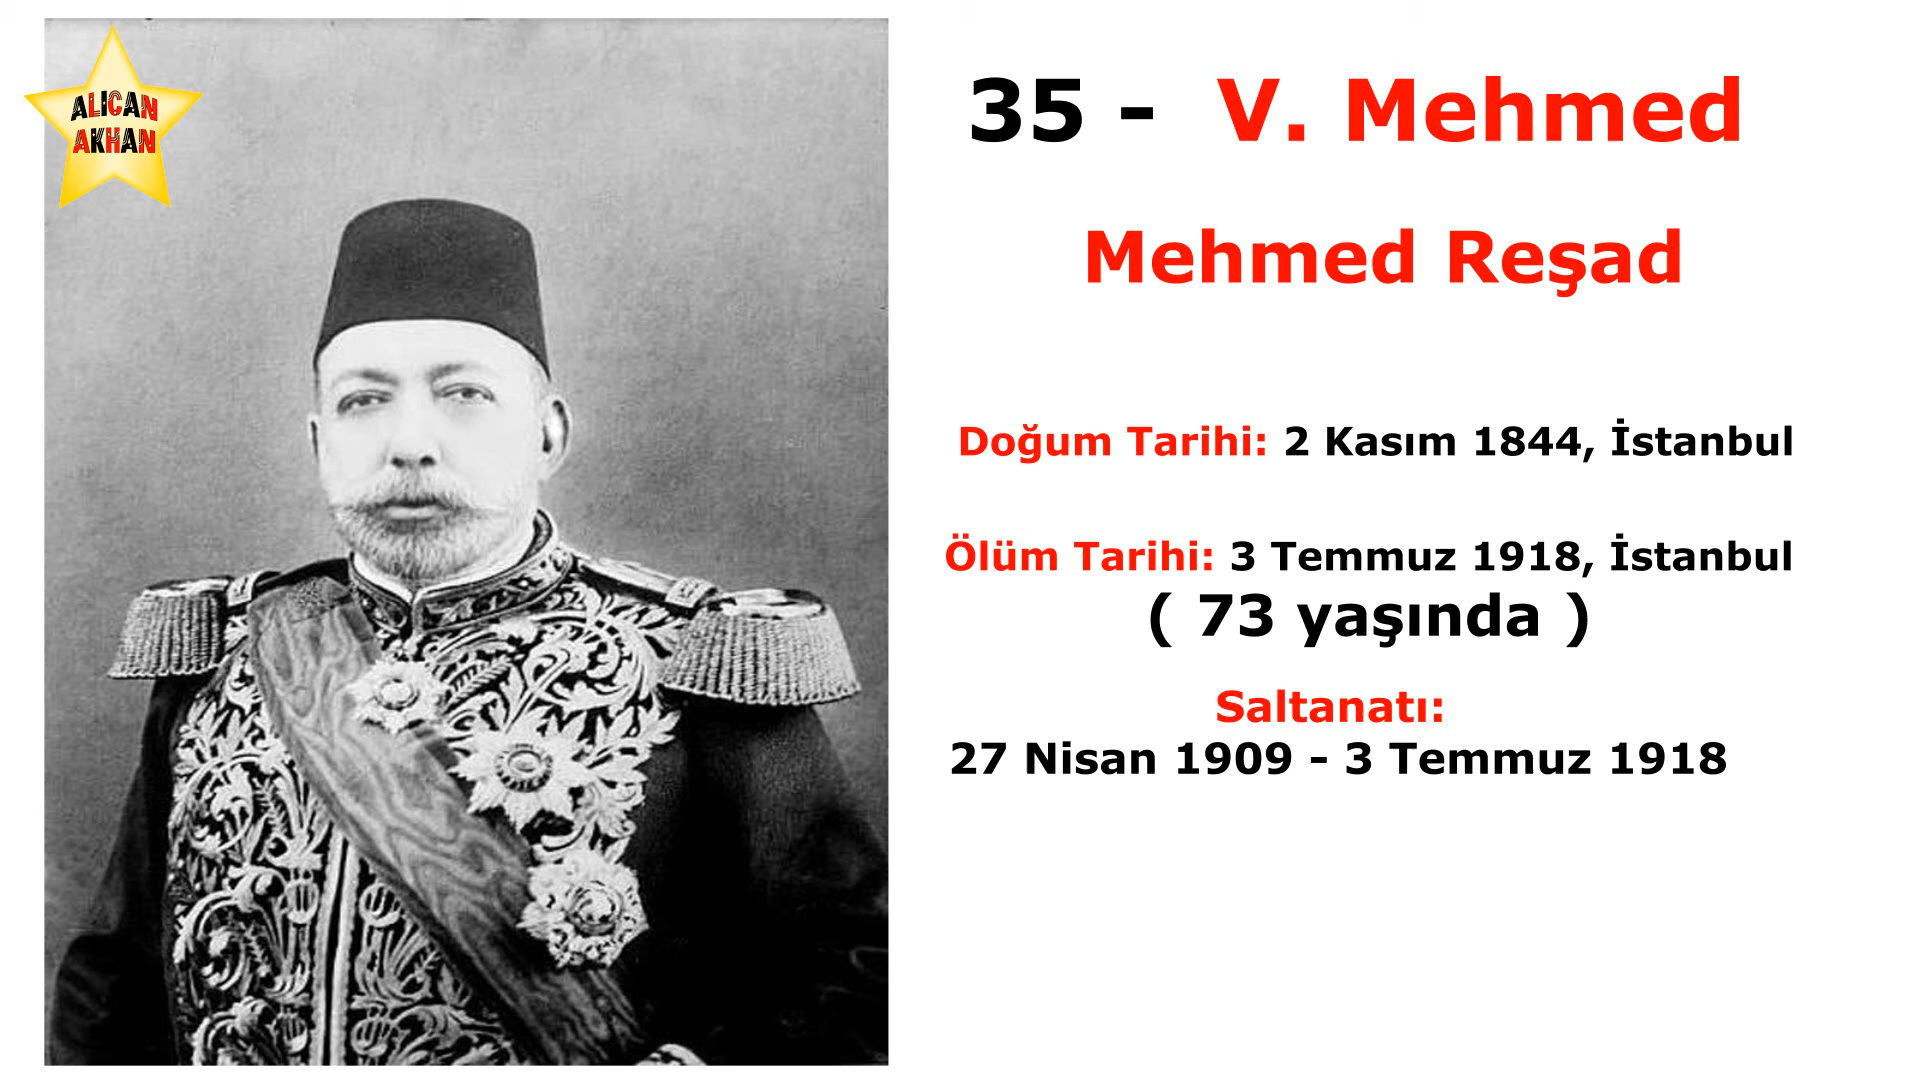 ALICAN
AKHAN
35 - V. Mehmed
Mehmed Reşad
Doğum Tarihi: 2 Kasım 1844, İstanbul
Ölüm Tarihi: 3 Temmuz 1918, İstanbul
( 73 yaşında )
Saltanatı:
27 Nisan 1909 - 3 Temmuz 1918